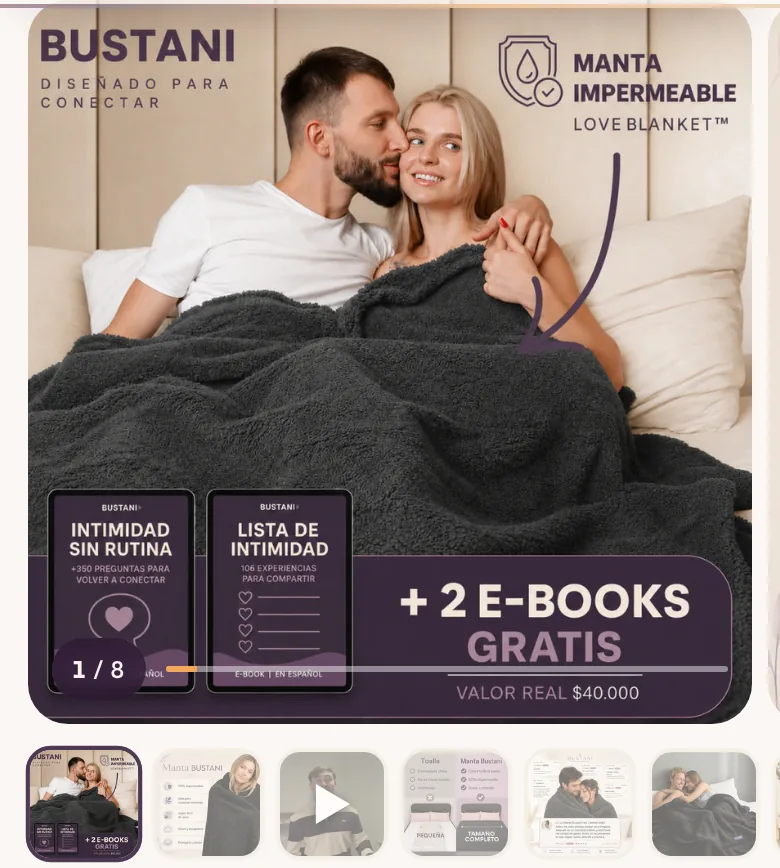 BUSTANI
DISEÑADO PARA
CONECTAR
MANTA
IMPERMEABLE
LOVE BLANKET™
BUSTANI
INTIMIDAD
SIN RUTINA
+350 PREGUNTAS PARA
VOLVER A CONECTAR
BUSTANI
LISTA DE
INTIMIDAD
106 EXPERIENCIAS
PARA COMPARTIR
E-BOOK | EN ESPAÑOL
+ 2 E-BOOKS
GRATIS
VALOR REAL $40.000
1 / 8
AÑOL
Manta BUSTANI
Toalla
Manta Bustani
PEQUEÑA
TAMAÑO
COMPLETO